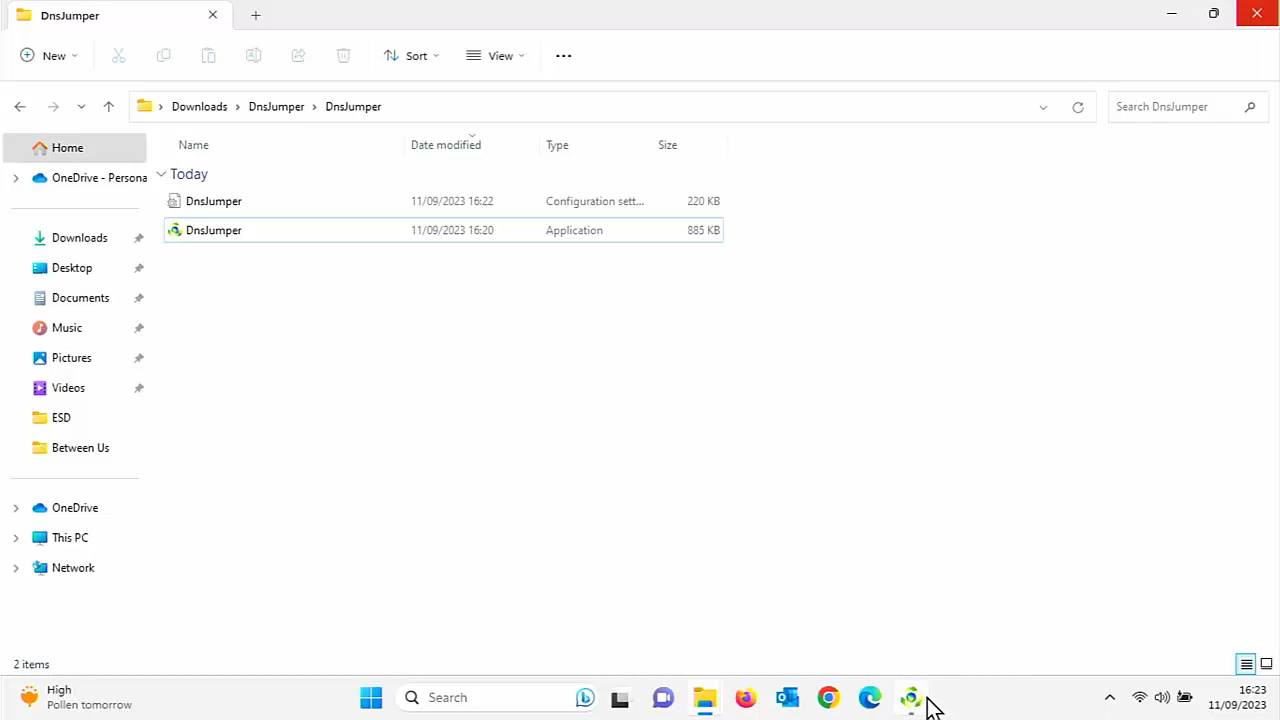 DnsJumper
New
Sort
View
Downloads > DnsJumper > DnsJumper
Search DnsJumper
Name Date modified Type Size
Home
Today
OneDrive - Persona
DnsJumper 11/09/2023 16:22 Configuration sett... 220 KB
DnsJumper 11/09/2023 16:20 Application 885 KB
Downloads
Desktop
Documents
Music
Pictures
Videos
ESD
Between Us
OneDrive
This PC
Network
2 items
High
Pollen tomorrow
Search
16:23
11/09/2023